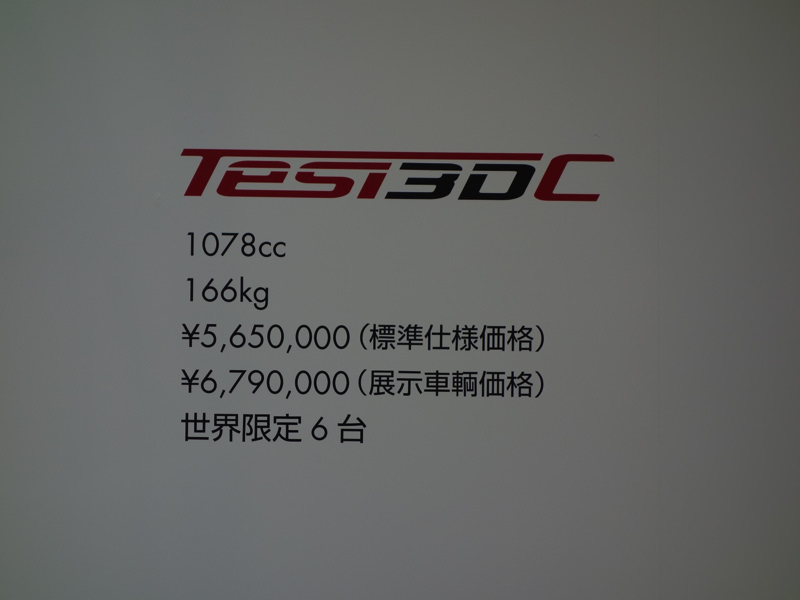 Tesi3DC
1078cc
166kg
¥5,650,000（標準仕様価格）
¥6,790,000（展示車輌価格）
世界限定 6 台